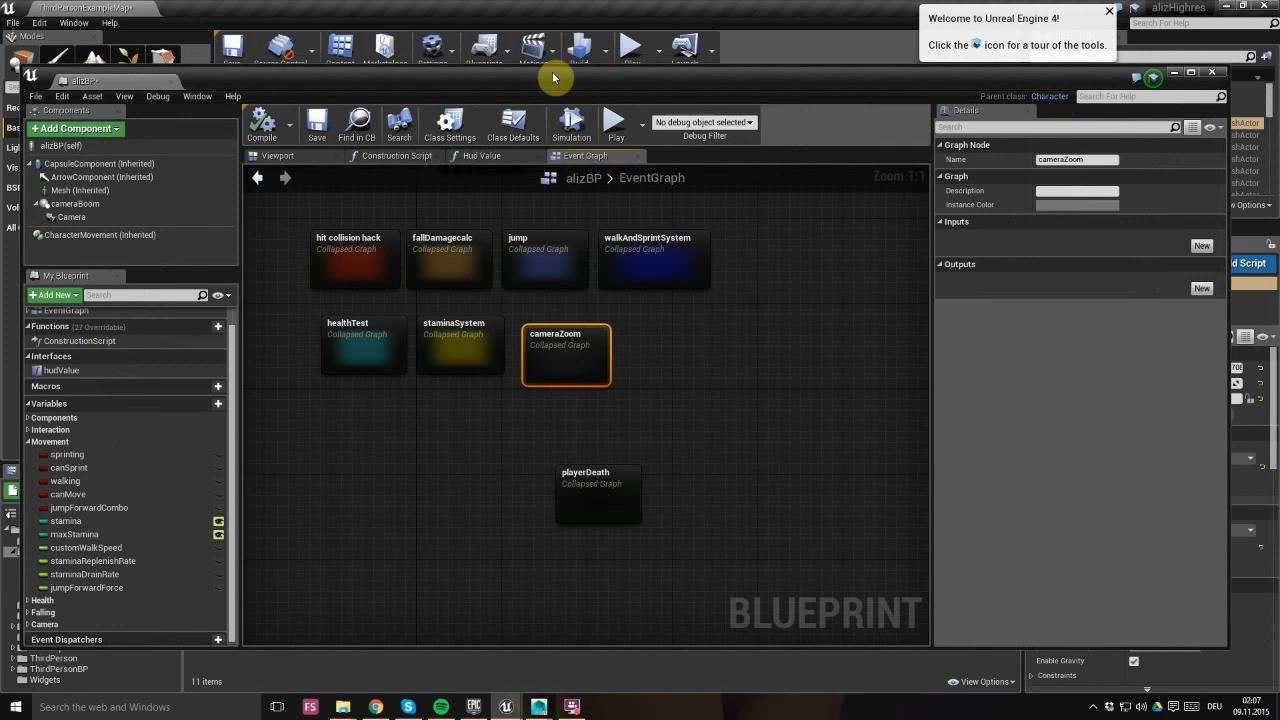 ThirdPersonExampleMap*
alizHighres
File Edit Window Help
Search For Help
Modes
Save
Content Marketplace Settings Blueprints
Build Play Launch
Welcome to Unreal Engine 4!
Click the icon for a tour of the tools.
alizBP*
File Edit Asset View Debug Window Help
Parent class: Character
Search For Help
Components
+ Add Component
alizBP(self)
CapsuleComponent (Inherited)
ArrowComponent (Inherited)
Mesh (Inherited)
cameraBoom
Camera
CharacterMovement (Inherited)
Compile Save Find in CB Search Class Settings Class Defaults Simulation Play
No debug object selected
Debug Filter
Viewport Construction Script Hud Value Event Graph
alizBP > EventGraph
Zoom 1:1
hit collision hack
Collapsed Graph
fallDamagecalc
Collapsed Graph
jump
Collapsed Graph
walkAndSprintSystem
Collapsed Graph
healthTest
Collapsed Graph
staminaSystem
Collapsed Graph
cameraZoom
Collapsed Graph
playerDeath
Collapsed Graph
BLUEPRINT
Details
Search
Graph Node
Name cameraZoom
Graph
Description
Instance Color
Inputs
New
Outputs
New
My Blueprint
+ Add New Search
EventGraph
Functions (27 Overridable)
ConstructionScript
Interfaces
hudValue
Macros
Variables
Components
Interaction
Movement
sprinting
canSprint
walking
canMove
jumpForwardCombo
stamina
maxStamina
customWalkSpeed
staminaReplenishRate
staminaDrainRate
jumpForwardForce
Health
Falling
Camera
Event Dispatchers
ThirdPerson
ThirdPersonBP
Widgets
11 items
View Options
Enable Gravity
Constraints
Search the web and Windows
DEU
02:07
09.11.2015